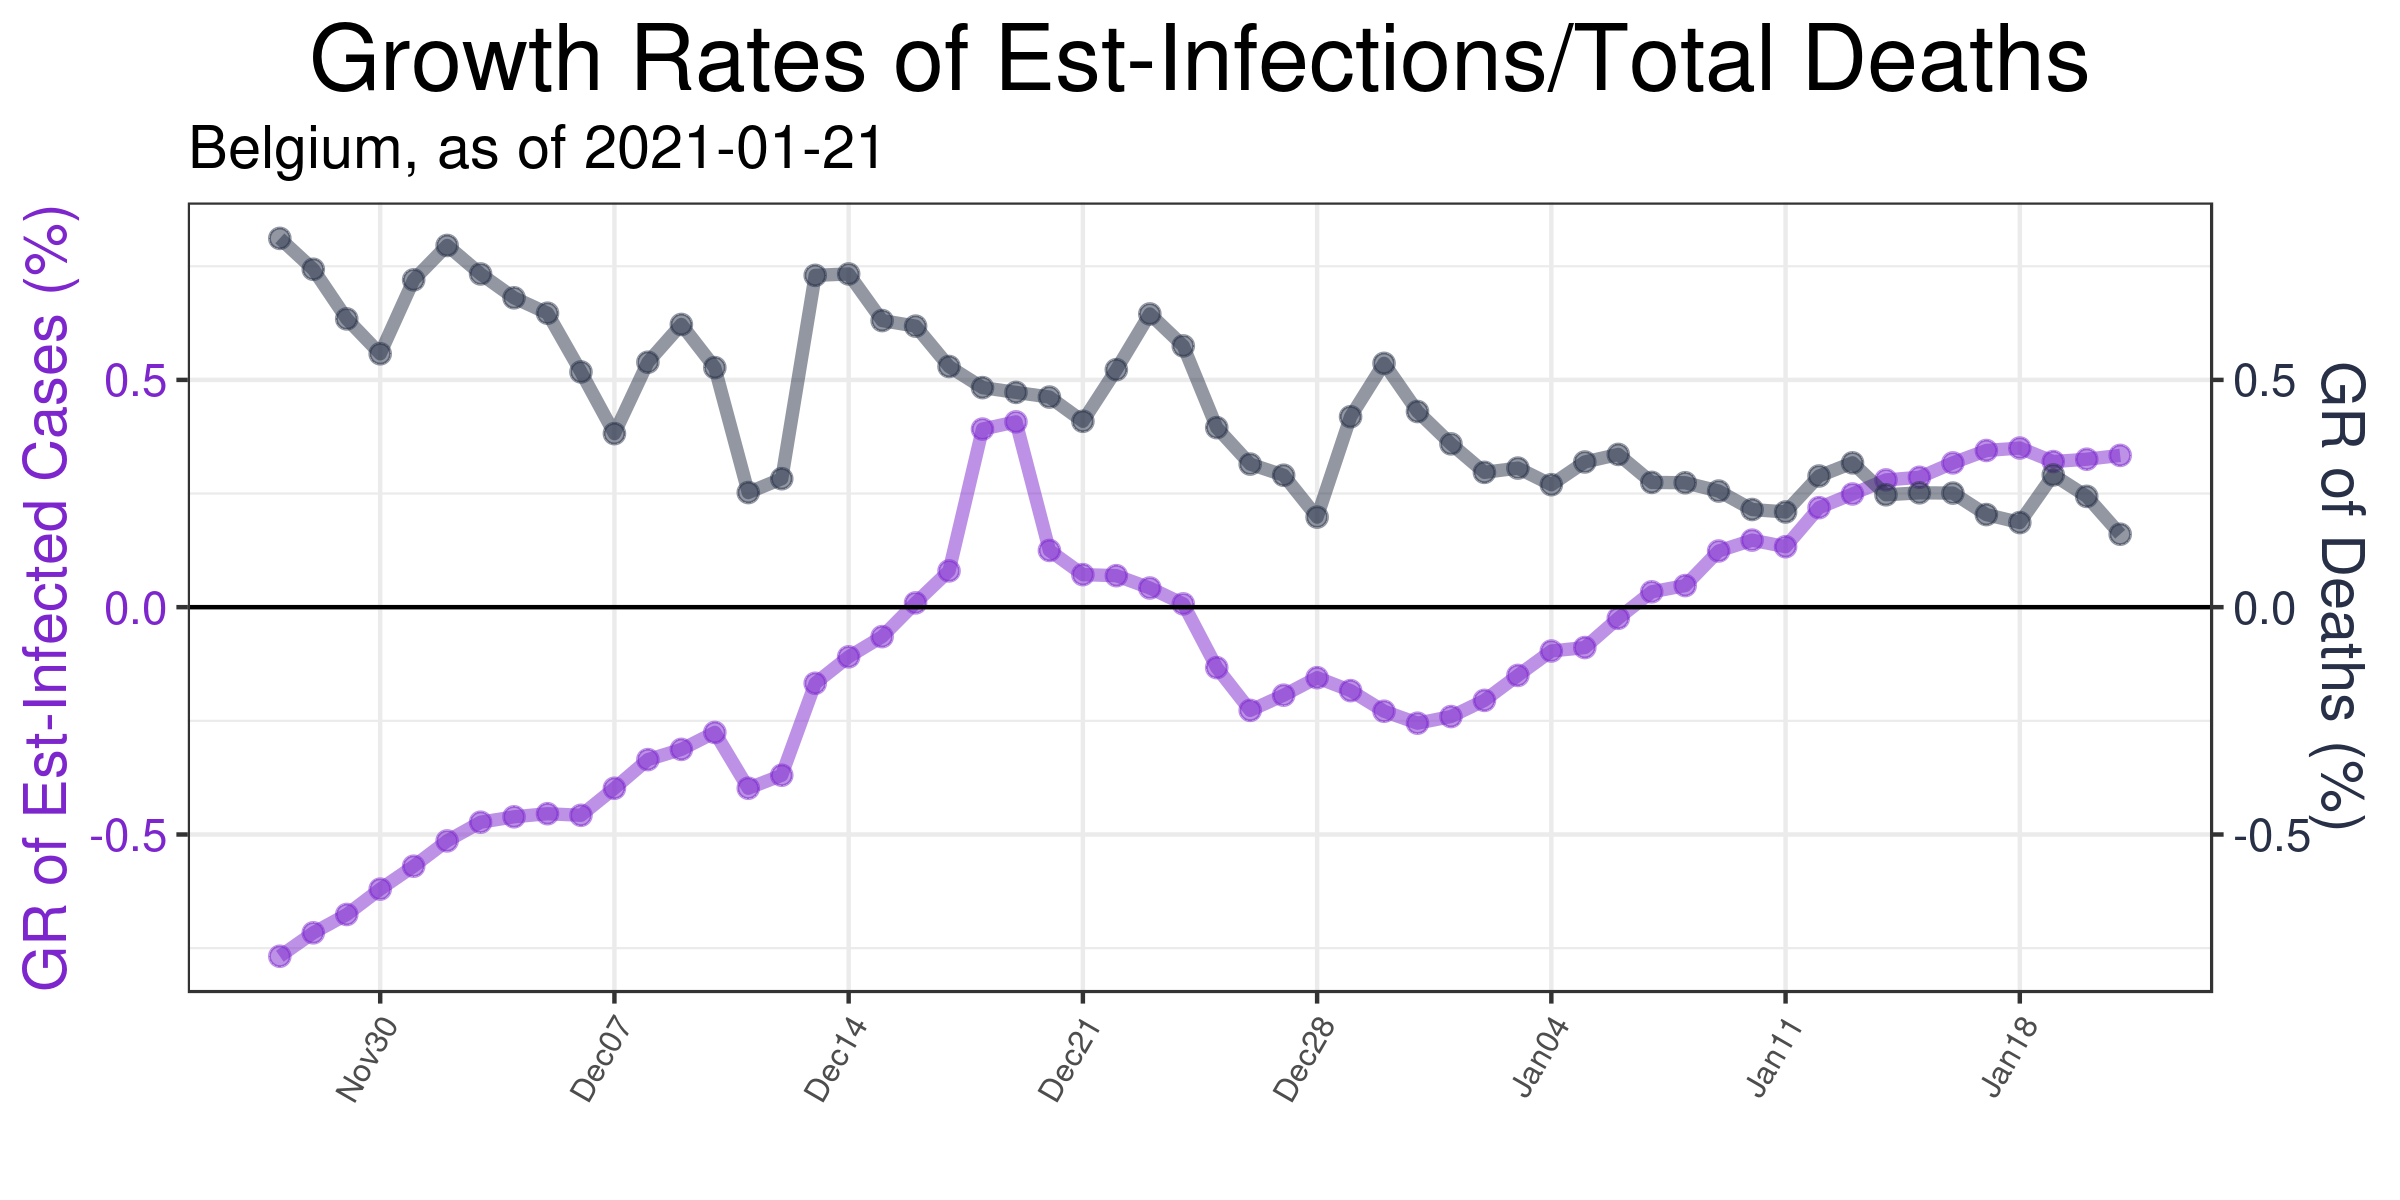 Growth Rates of Est-Infections/Total Deaths
Belgium, as of 2021-01-21
GR of Est-Infected Cases (%)
0.5
0.0
-0.5
0.5
0.0
-0.5
GR of Deaths (%)
Nov30
Dec07
Dec14
Dec21
Dec28
Jan04
Jan11
Jan18